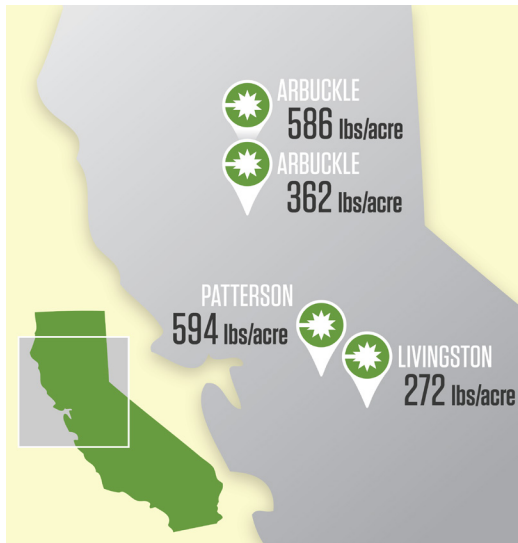 ARBUCKLE
586 lbs/acre
ARBUCKLE
362 lbs/acre
PATTERSON
594 lbs/acre
LIVINGSTON
272 lbs/acre